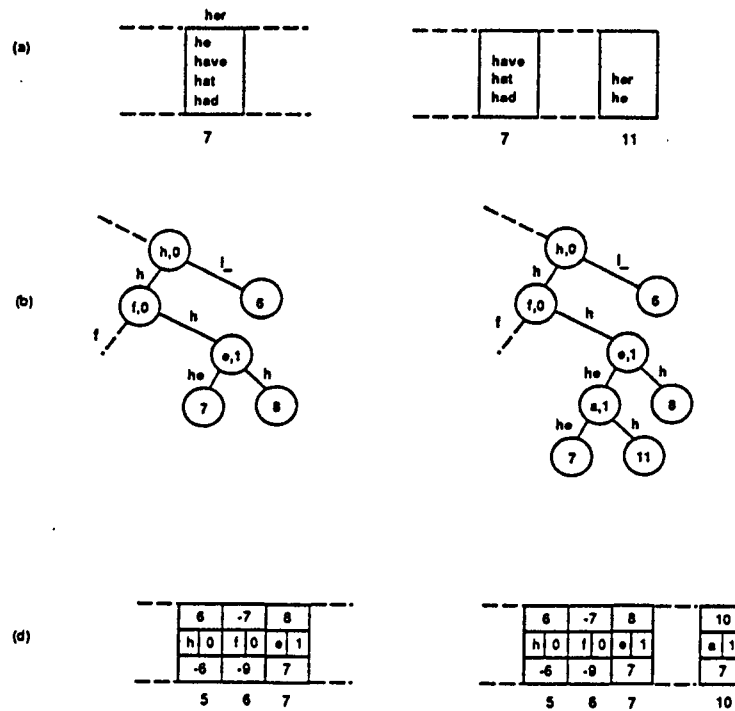 her
(a)
he
have
hat
had
7
have
hat
had
7
her
he
11
(b)
h,0
h
i_
f,0
6
f
h
e,1
he
h
7
8
h,0
h
i_
f,0
6
f
h
e,1
he
h
a,1
8
he
h
7
11
(d)
6 -7 8
h 0 f 0 e 1
-6 -9 7
5 6 7
6 -7 8 10
h 0 f 0 e 1 a 1
-6 -9 7 7
5 6 7 10